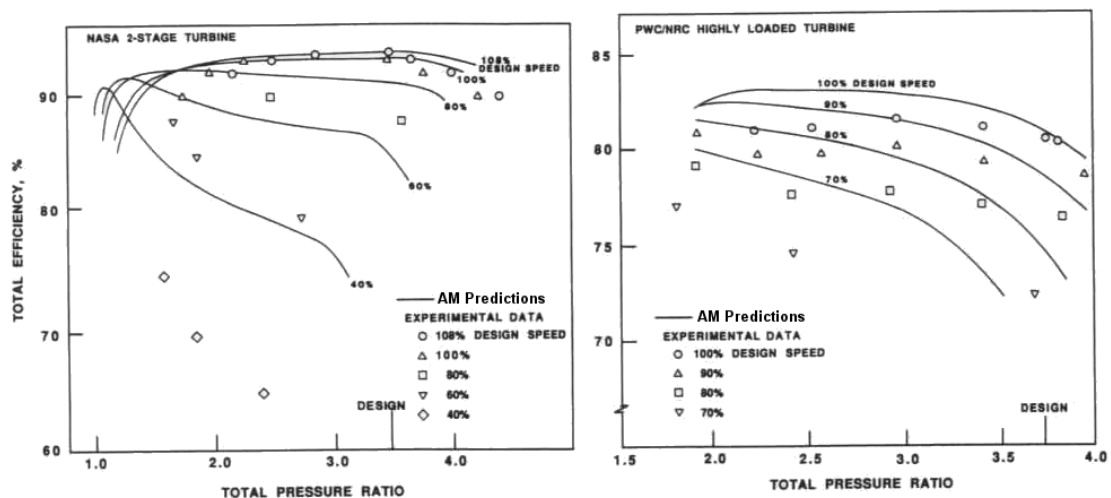 NASA 2-STAGE TURBINE
108%
DESIGN SPEED
100%
80%
60%
40%
AM Predictions
EXPERIMENTAL DATA
108% DESIGN SPEED
100%
80%
60%
40%
DESIGN
90
80
70
60
1.0 2.0 3.0 4.0
TOTAL EFFICIENCY, %
TOTAL PRESSURE RATIO
PWC/NRC HIGHLY LOADED TURBINE
100% DESIGN SPEED
90%
80%
70%
AM Predictions
EXPERIMENTAL DATA
100% DESIGN SPEED
90%
80%
70%
DESIGN
85
80
75
70
1.5 2.0 2.5 3.0 3.5 4.0
TOTAL PRESSURE RATIO